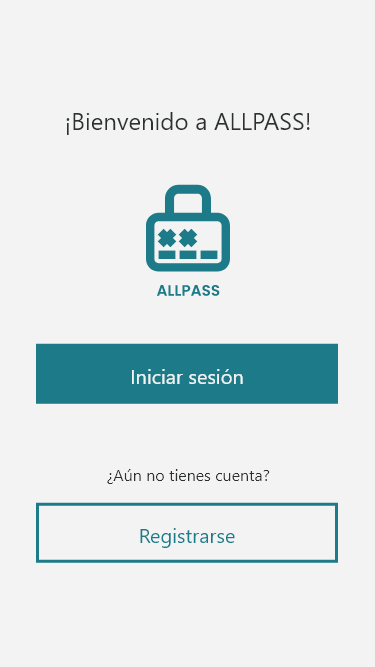 ¡Bienvenido a ALLPASS!
ALLPASS
Iniciar sesión
¿Aún no tienes cuenta?
Registrarse